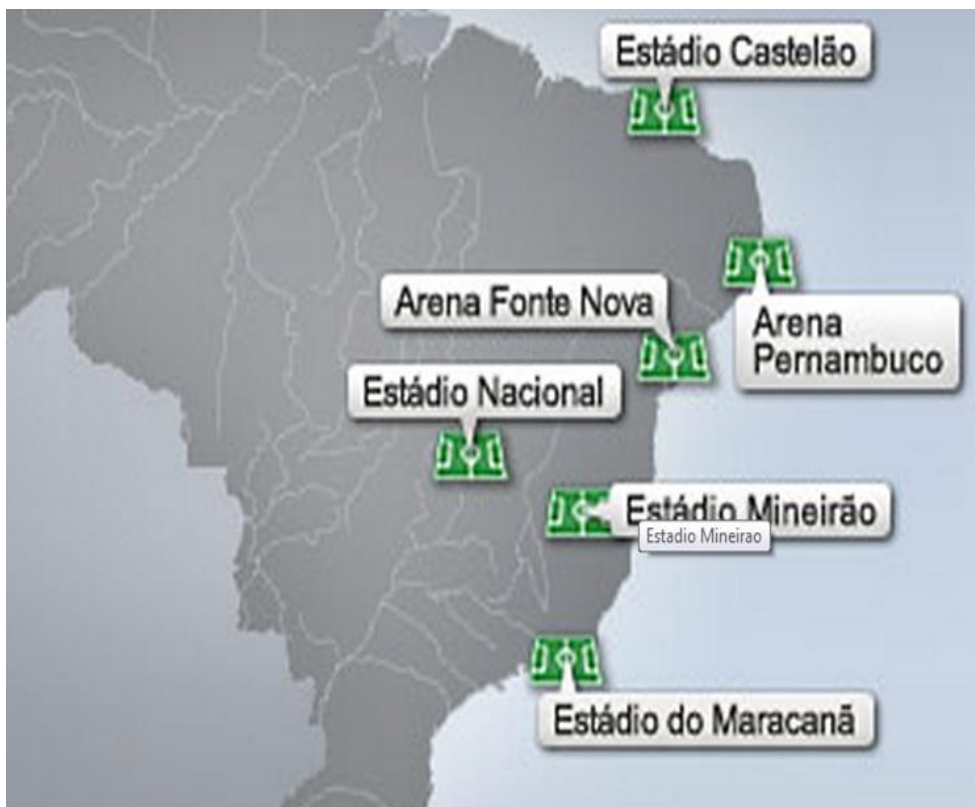 Estádio Castelão
Arena Fonte Nova
Arena
Pernambuco
Estádio Nacional
Estádio Mineirão
Estadio Mineirao
Estádio do Maracanã